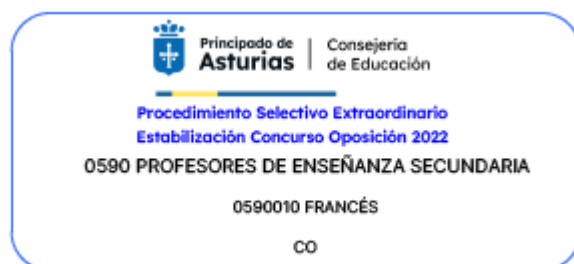 Principado de Asturias
Consejería de Educación
Procedimiento Selectivo Extraordinario
Estabilización Concurso Oposición 2022
0590 PROFESORES DE ENSEÑANZA SECUNDARIA
0590010 FRANCÉS
CO